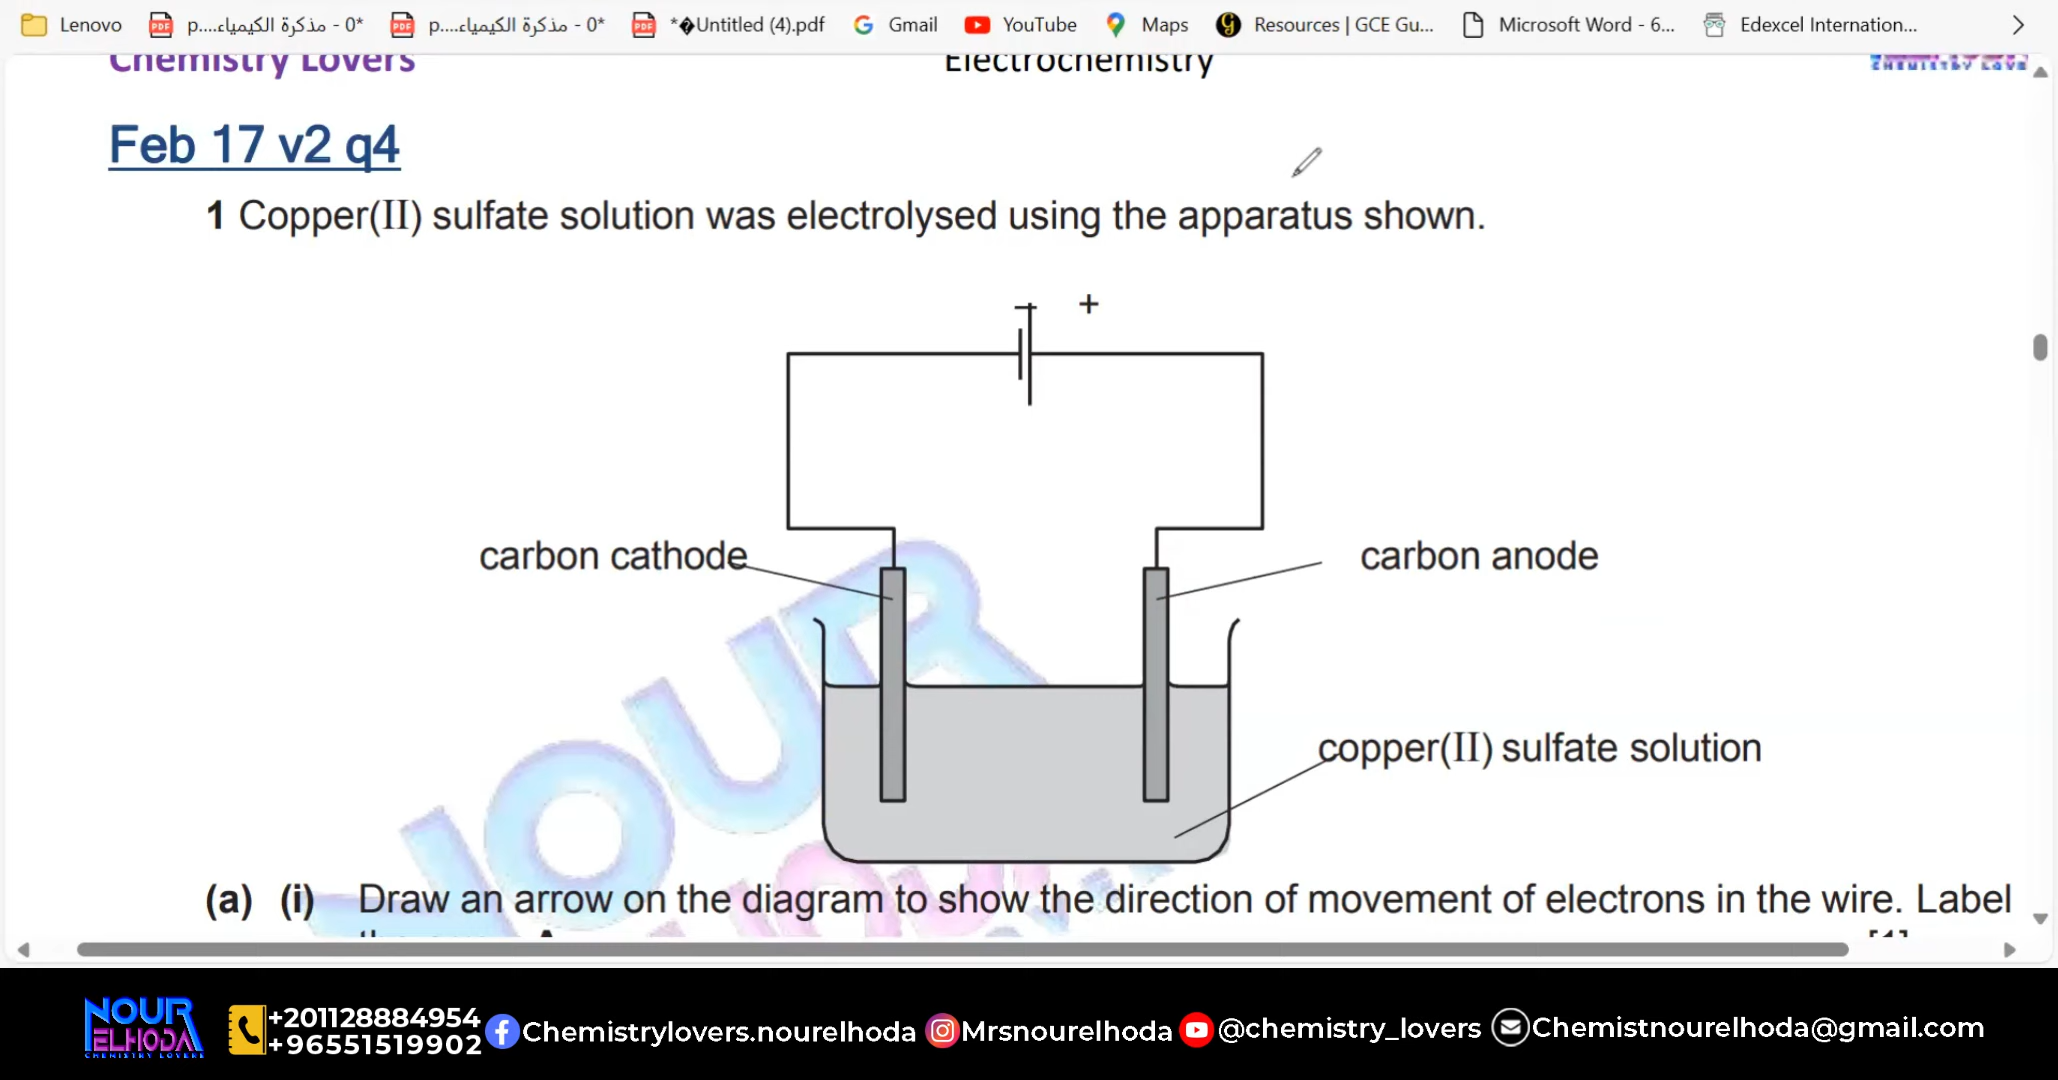 Lenovo p....مذكرة الكيمياء - 0* p....مذكرة الكيمياء - 0* *�Untitled (4).pdf Gmail YouTube Maps Resources | GCE Gu... Microsoft Word - 6... Edexcel Internation...
Chemistry Lovers Electrochemistry
Feb 17 v2 q4
1 Copper(II) sulfate solution was electrolysed using the apparatus shown.
+
carbon cathode carbon anode
copper(II) sulfate solution
(a) (i) Draw an arrow on the diagram to show the direction of movement of electrons in the wire. Label
NOUR
ELHODA
CHEMISTRY LOVERS
+201128884954
+96551519902
Chemistrylovers.nourelhoda
Mrsnourelhoda
@chemistry_lovers
Chemistnourelhoda@gmail.com